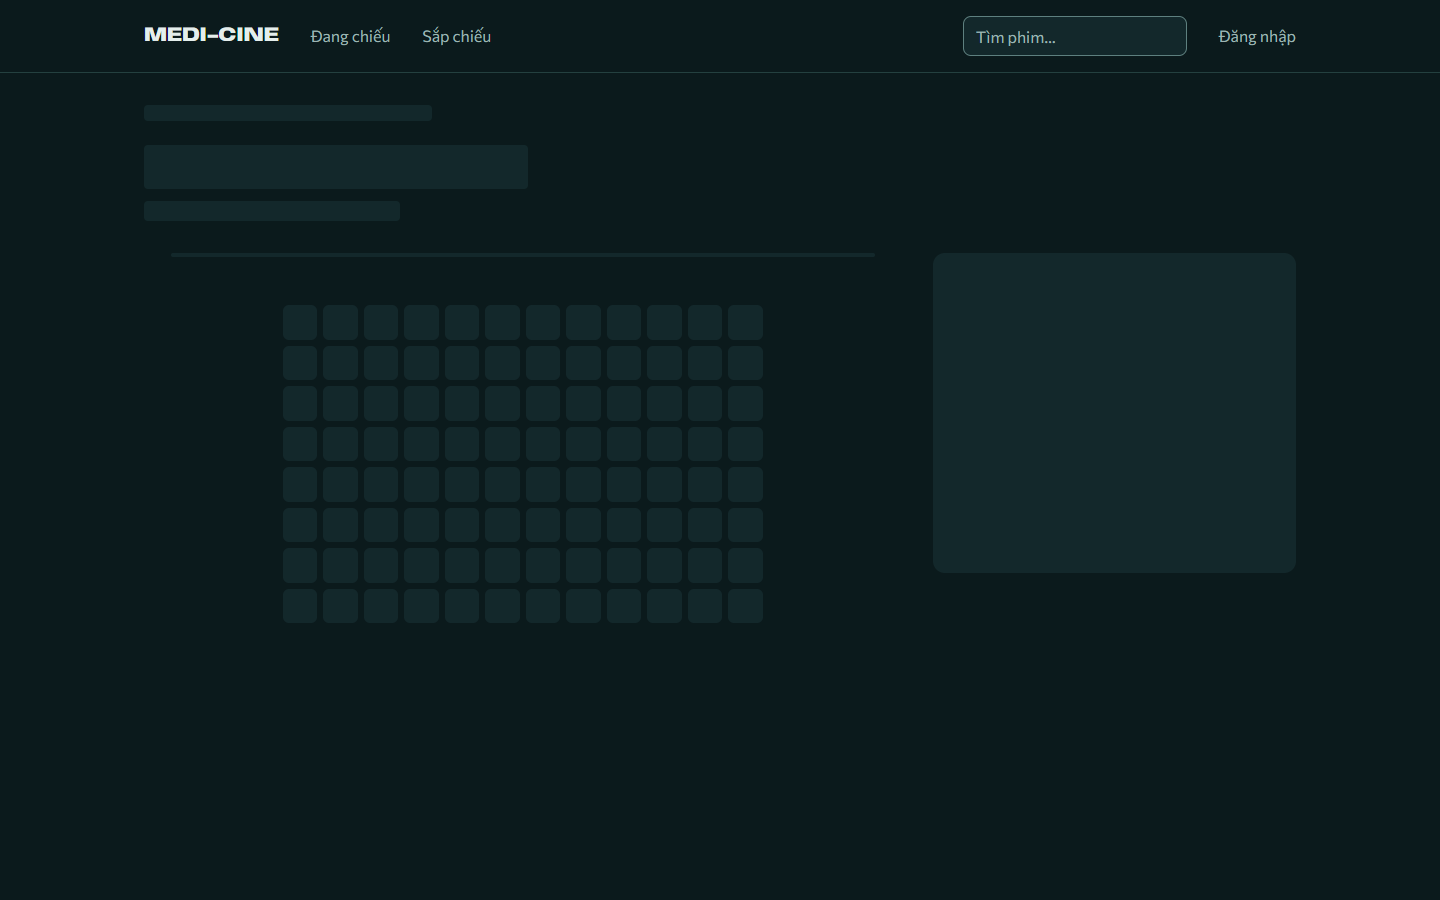 MEDI-CINE
Đang chiếu
Sắp chiếu
Tìm phim...
Đăng nhập